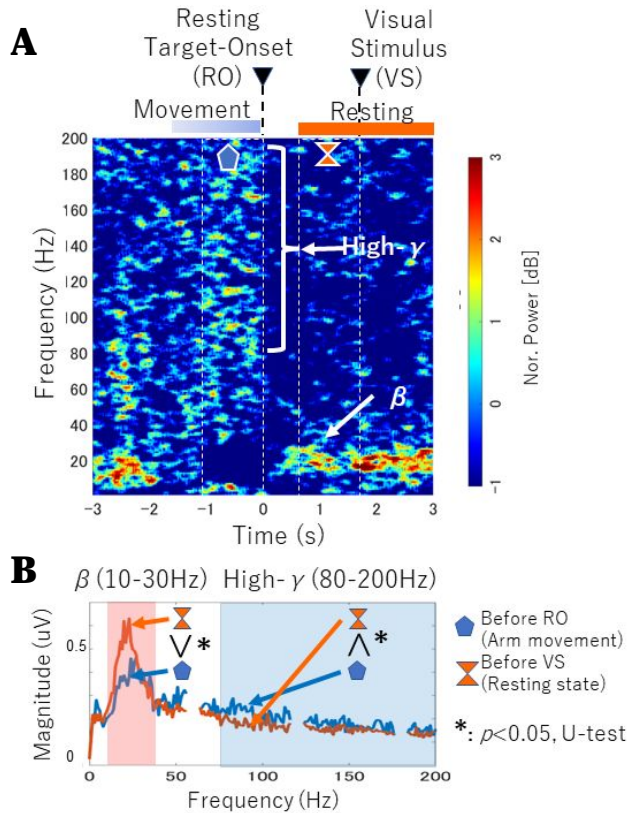 A
Resting
Target-Onset
(RO)
Visual
Stimulus
(VS)
Movement
Resting
200
180
160
140
120
100
80
60
40
20
Frequency (Hz)
High- γ
β
-3 -2 -1 0 1 2 3
Time (s)
3
2
1
0
-1
Nor. Power [dB]
B
β (10-30Hz) High- γ (80-200Hz)
0.5
0
Magnitude (uV)
*
*
0 50 100 150 200
Frequency (Hz)
Before RO
(Arm movement)
Before VS
(Resting state)
*: p<0.05, U-test